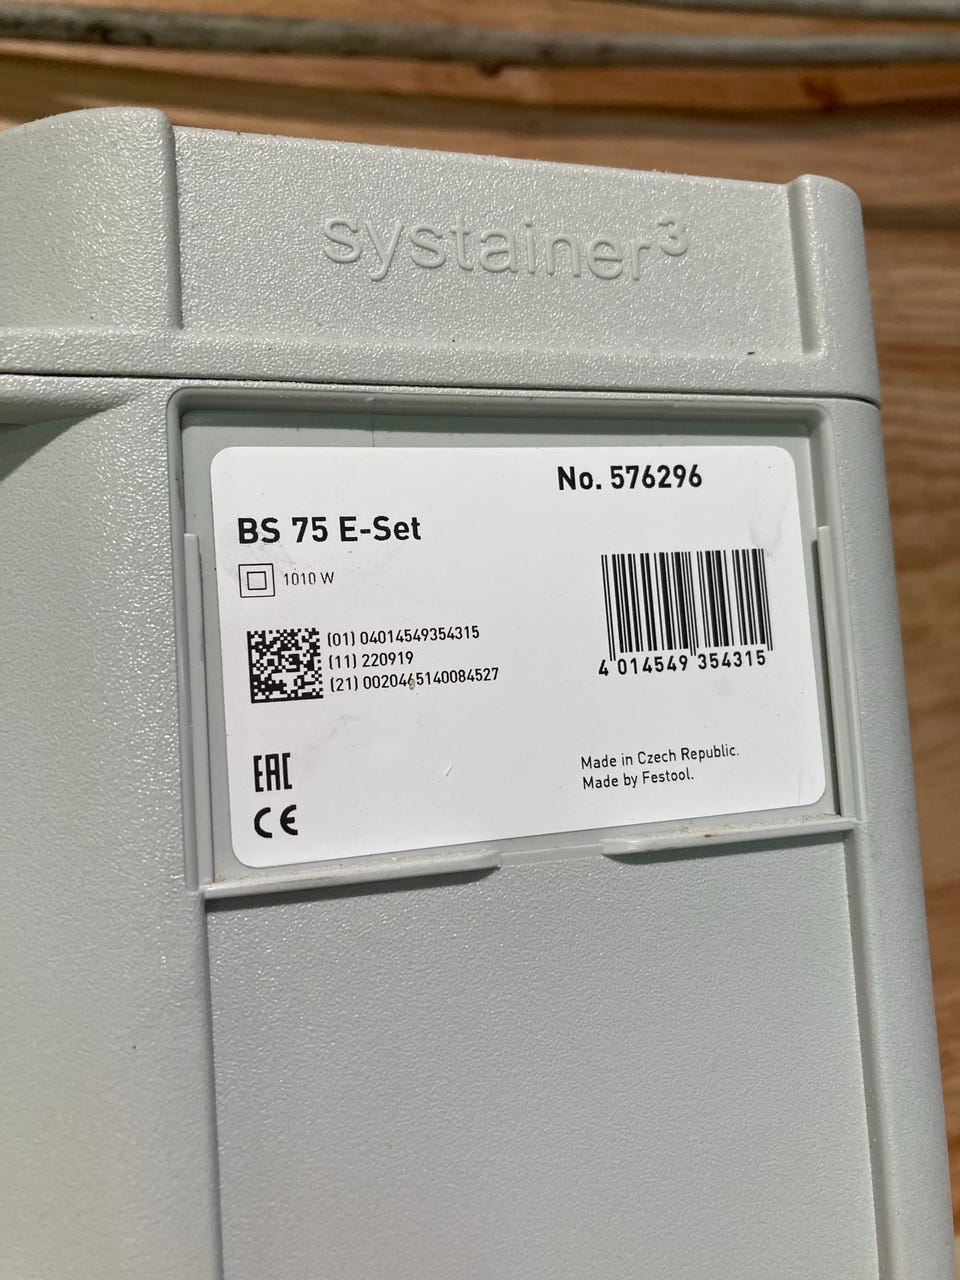 systainer³
No. 576296
BS 75 E-Set
1010 W
(01) 04014549354315
(11) 220919
(21) 0020465140084527
4 014549 354315
EAC
CE
Made in Czech Republic.
Made by Festool.